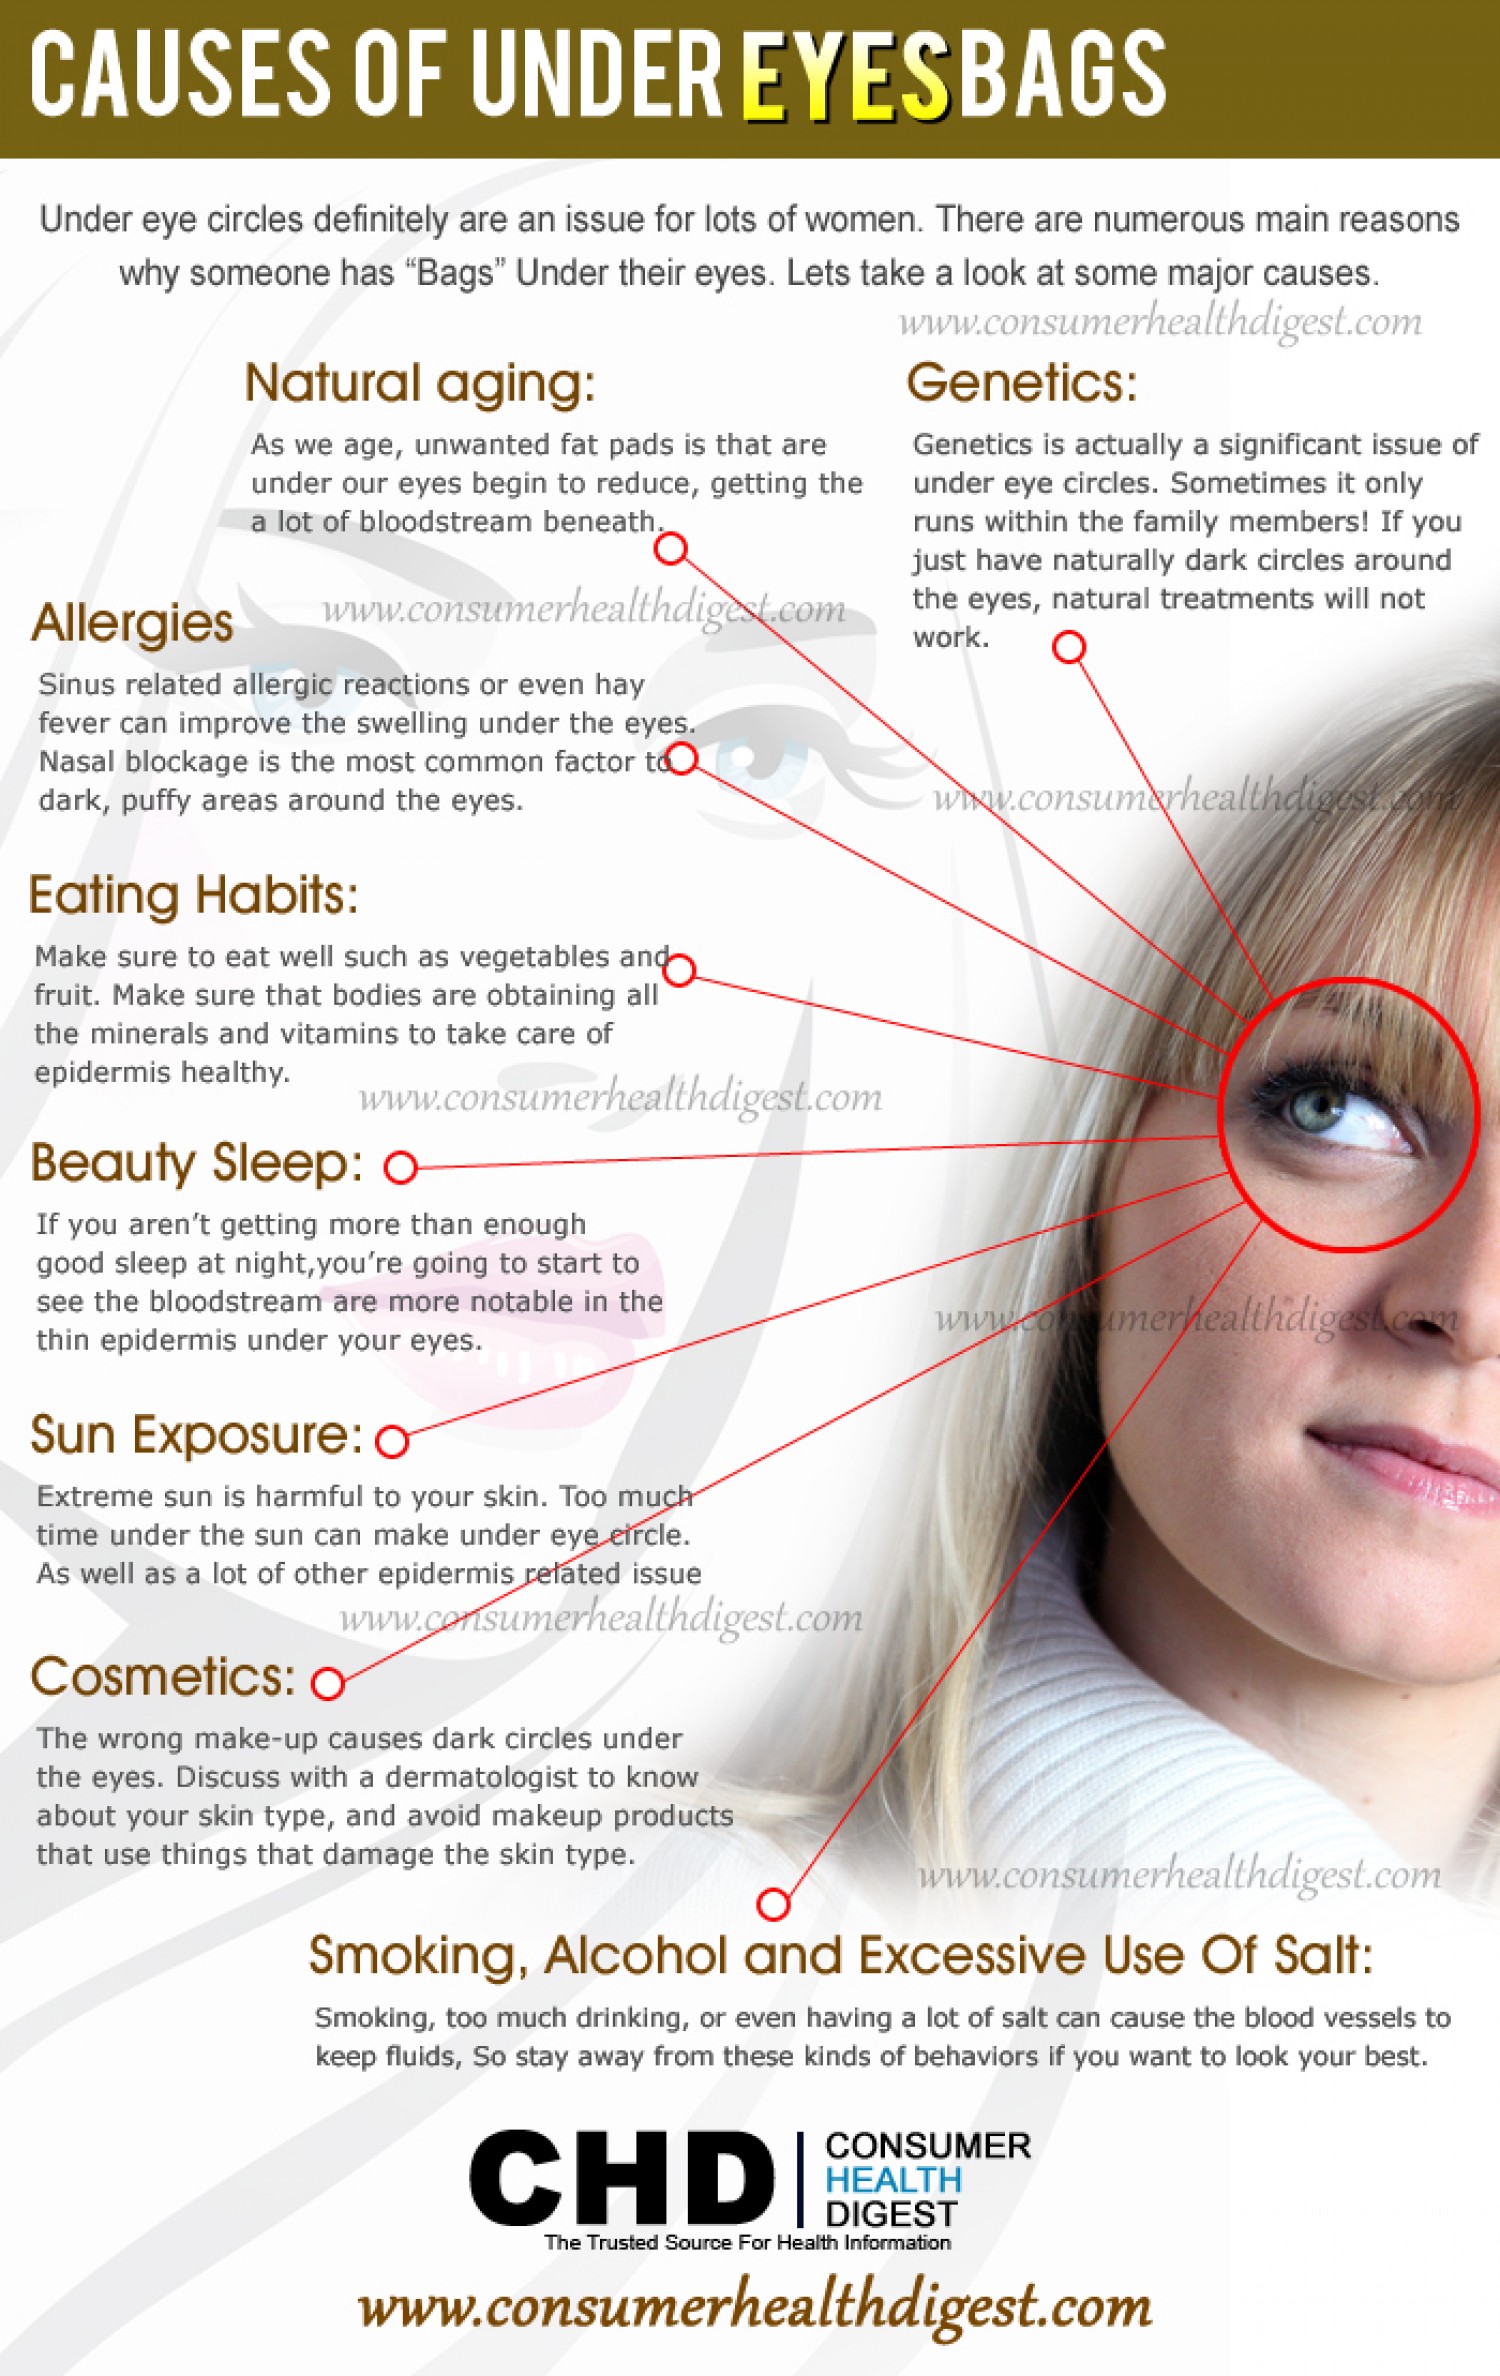 CAUSES OF UNDER EYES BAGS
Under eye circles definitely are an issue for lots of women. There are numerous main reasons
why someone has “Bags” Under their eyes. Lets take a look at some major causes.
www.consumerhealthdigest.com
Natural aging:
As we age, unwanted fat pads is that are
under our eyes begin to reduce, getting the
a lot of bloodstream beneath.
Genetics:
Genetics is actually a significant issue of
under eye circles. Sometimes it only
runs within the family members! If you
just have naturally dark circles around
the eyes, natural treatments will not
work.
www.consumerhealthdigest.com
Allergies
Sinus related allergic reactions or even hay
fever can improve the swelling under the eyes.
Nasal blockage is the most common factor to
dark, puffy areas around the eyes.
www.consumerhealthdigest.com
Eating Habits:
Make sure to eat well such as vegetables and
fruit. Make sure that bodies are obtaining all
the minerals and vitamins to take care of
epidermis healthy.
www.consumerhealthdigest.com
Beauty Sleep:
If you aren’t getting more than enough
good sleep at night,you’re going to start to
see the bloodstream are more notable in the
thin epidermis under your eyes.
www.consumerhealthdigest.com
Sun Exposure:
Extreme sun is harmful to your skin. Too much
time under the sun can make under eye circle.
As well as a lot of other epidermis related issue
www.consumerhealthdigest.com
Cosmetics:
The wrong make-up causes dark circles under
the eyes. Discuss with a dermatologist to know
about your skin type, and avoid makeup products
that use things that damage the skin type.
www.consumerhealthdigest.com
Smoking, Alcohol and Excessive Use Of Salt:
Smoking, too much drinking, or even having a lot of salt can cause the blood vessels to
keep fluids, So stay away from these kinds of behaviors if you want to look your best.
CHD
CONSUMER
HEALTH
DIGEST
The Trusted Source For Health Information
www.consumerhealthdigest.com